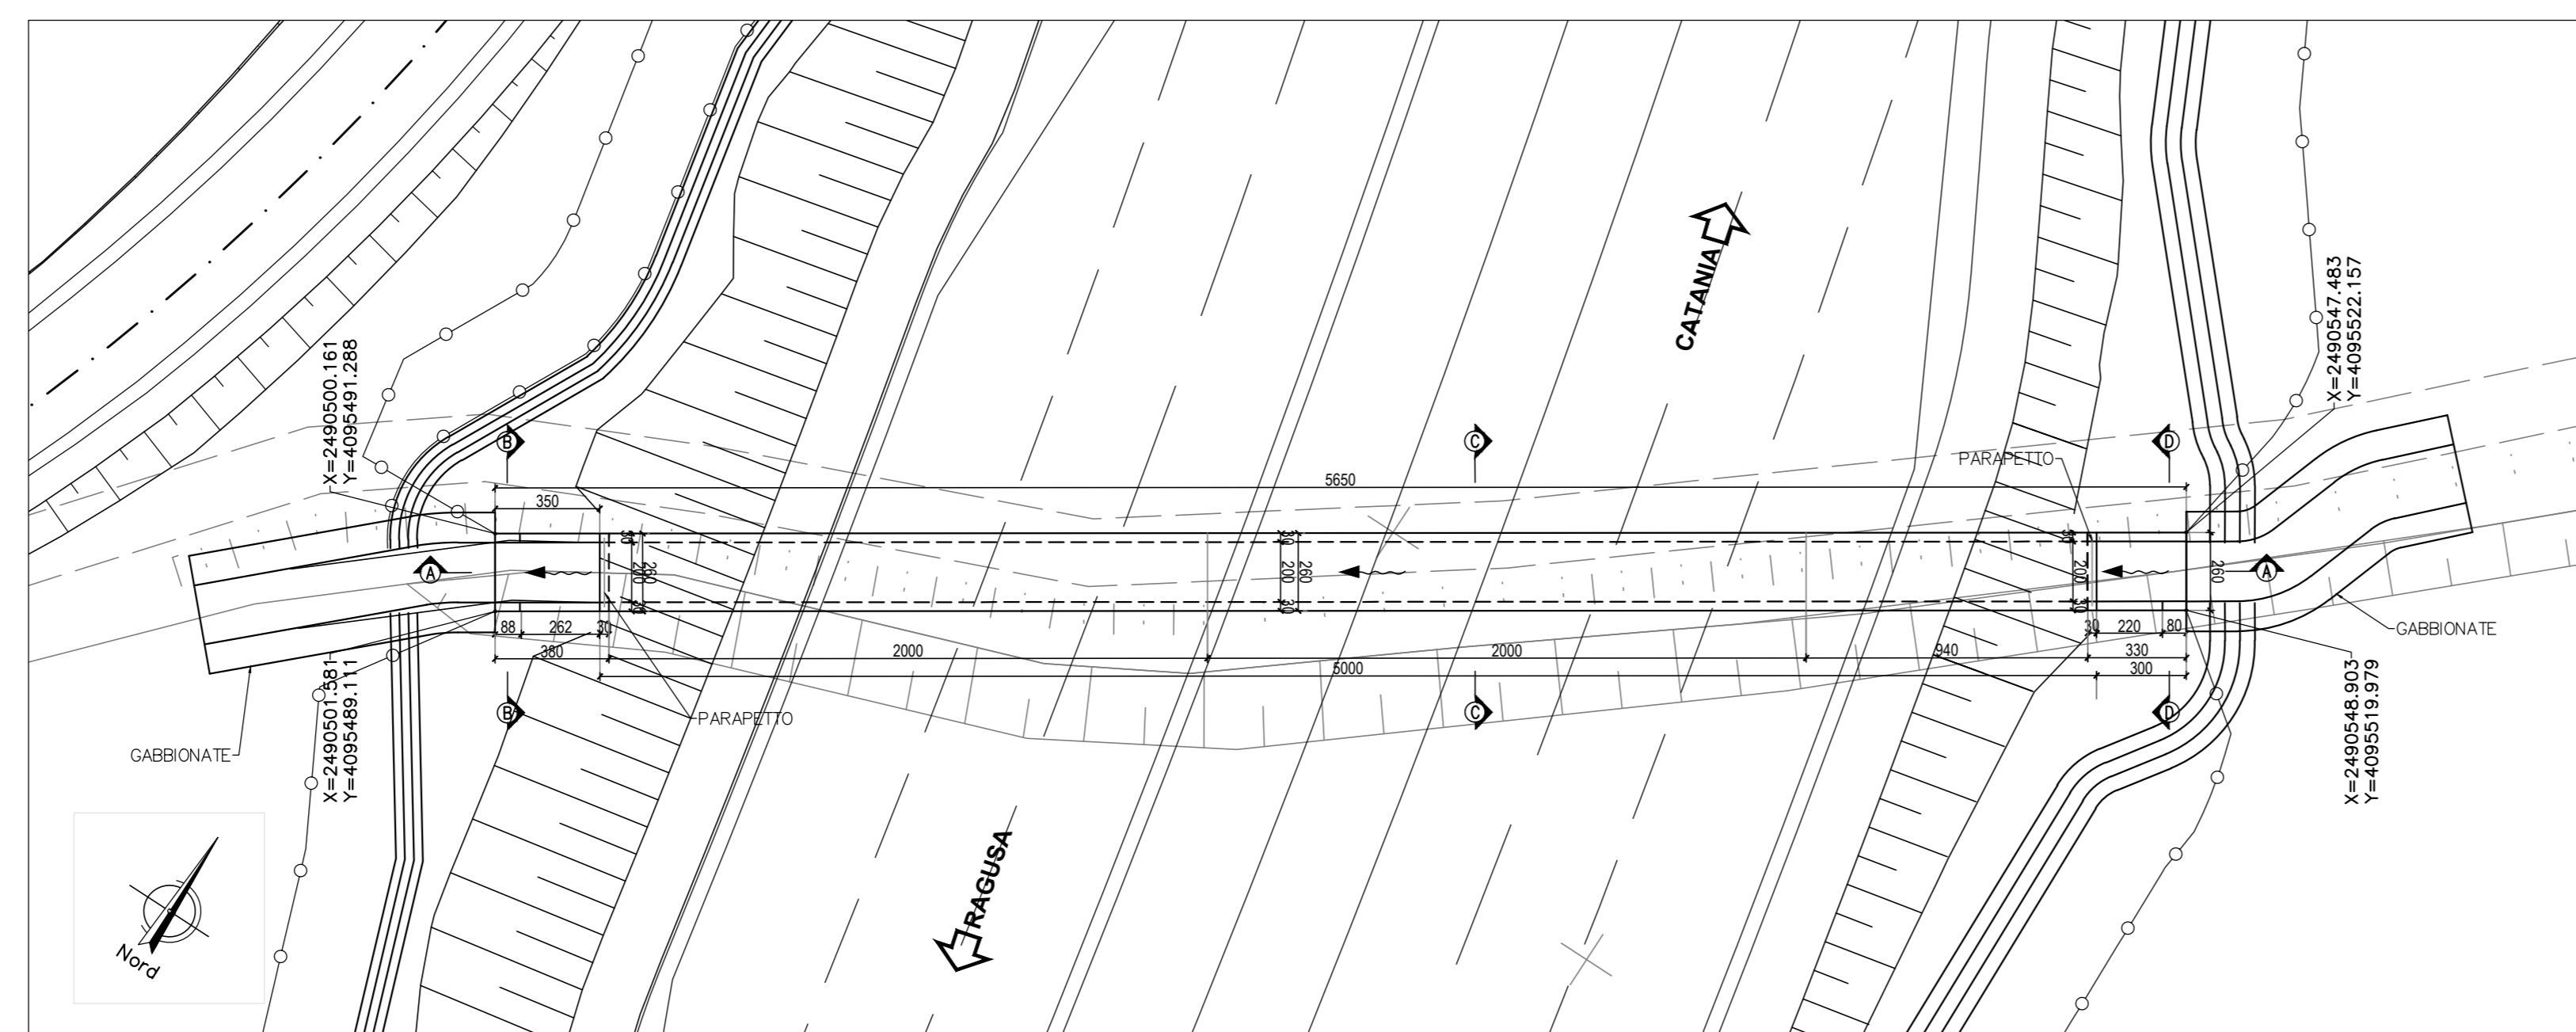 CATANIA
X=2490547.483
Y=4095522.157
X=2490500.161
Y=4095491.288
B
C
D
PARAPETTO
5650
350
30
200
260
30
30
200
260
30
30
200
30
260
A
A
88
262
30
30
220
80
GABBIONATE
380
2000
2000
940
330
5000
300
B
C
D
PARAPETTO
GABBIONATE
X=2490501.581
Y=4095489.111
X=2490548.903
Y=4095519.979
RAGUSA
Nord